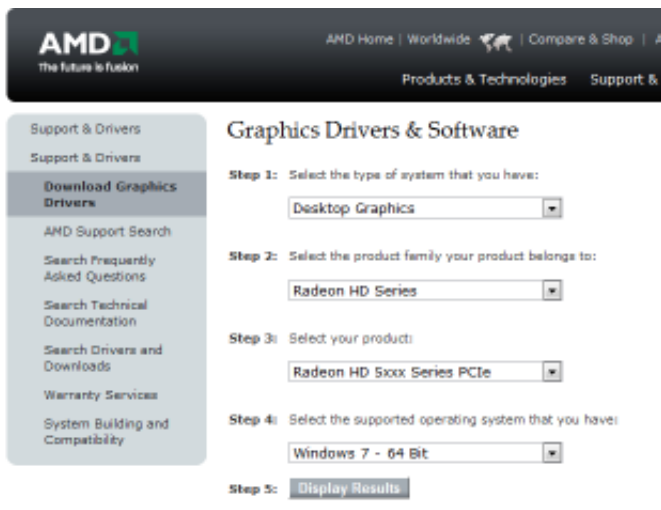 AMD
The future is fusion
AMD Home | Worldwide | Compare & Shop |
Products & Technologies Support &
Support & Drivers
Support & Drivers
Download Graphics
Drivers
AMD Support Search
Search Frequently
Asked Questions
Search Technical
Documentation
Search Drivers and
Downloads
Warranty Services
System Building and
Compatibility
Graphics Drivers & Software
Step 1: Select the type of system that you have:
Desktop Graphics
Step 2: Select the product family your product belongs to:
Radeon HD Series
Step 3: Select your product:
Radeon HD 5xxx Series PCIe
Step 4: Select the supported operating system that you have:
Windows 7 - 64 Bit
Step 5: Display Results